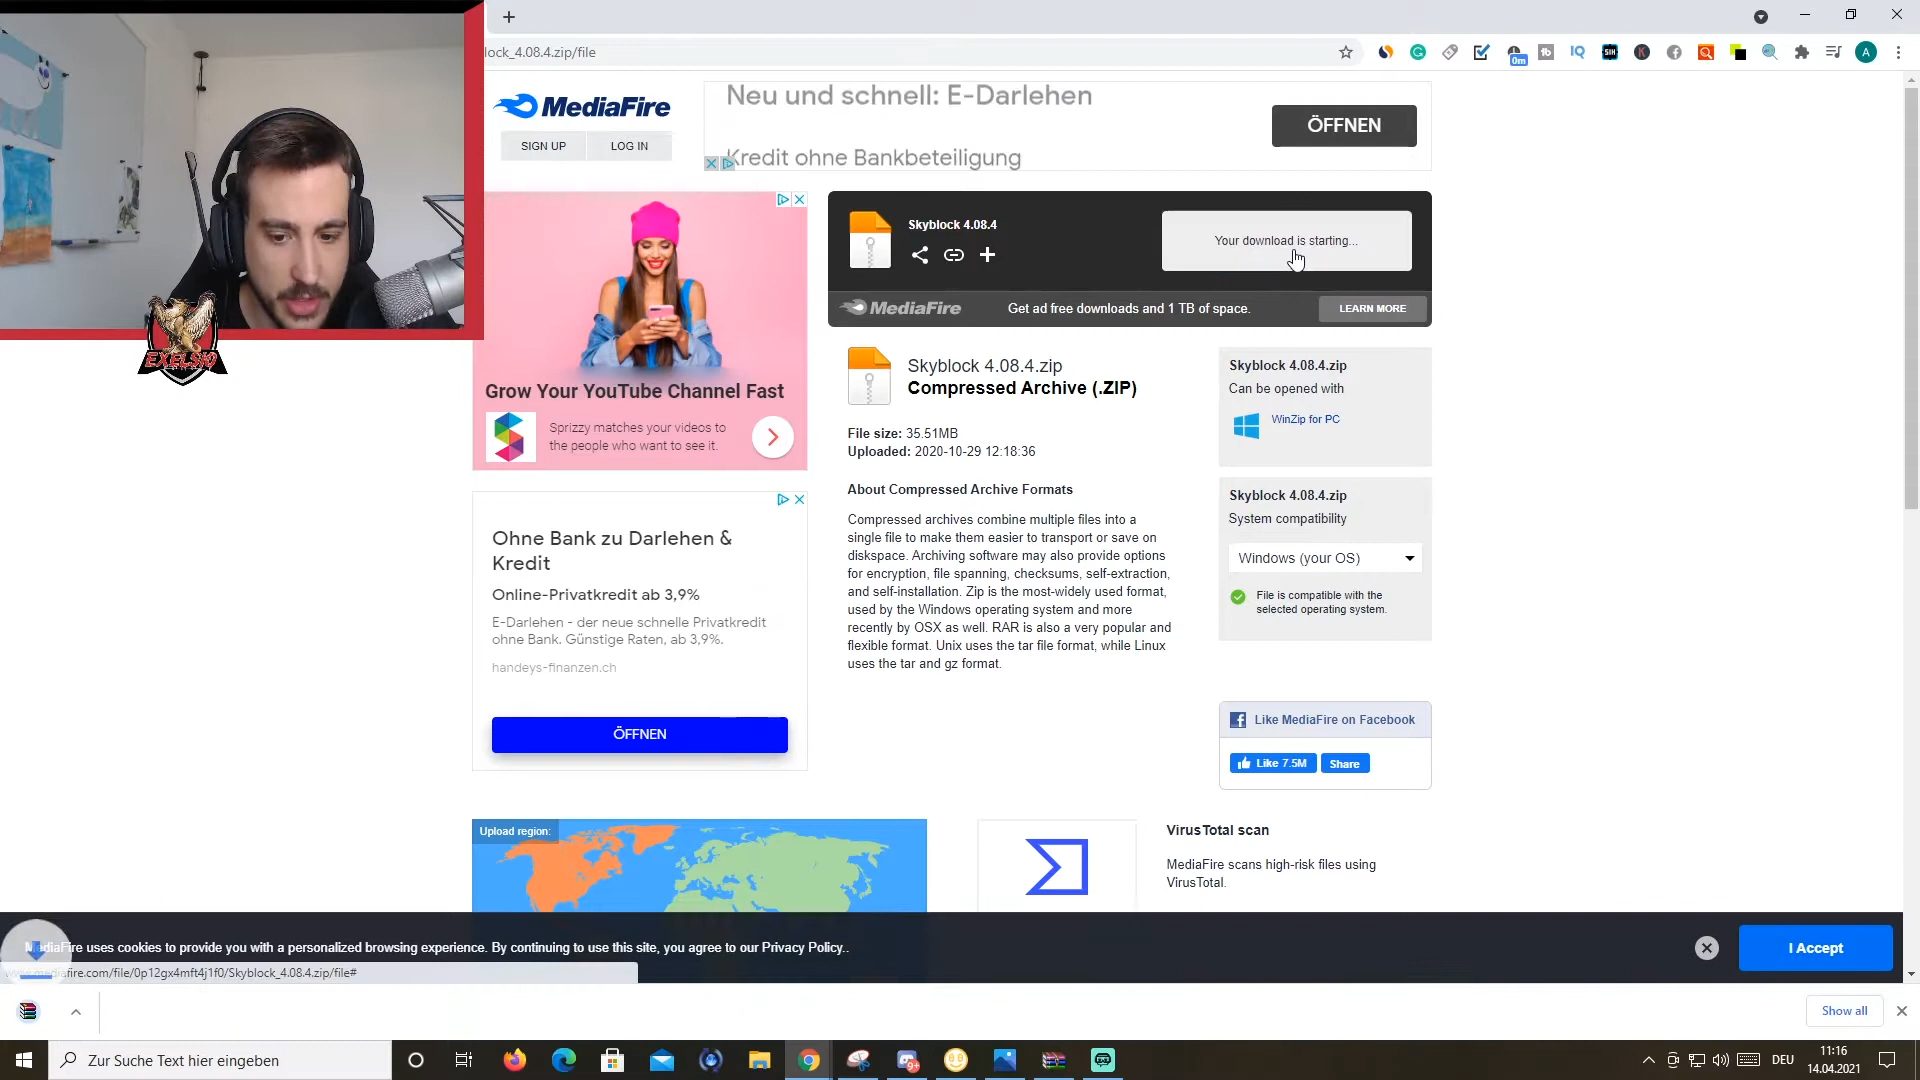 lock_4.08.4.zip/file
0m
A
MediaFire
SIGN UP
LOG IN
Neu und schnell: E-Darlehen
Kredit ohne Bankbeteiligung
ÖFFNEN
EXELSIO
Grow Your YouTube Channel Fast
Sprizzy matches your videos to
the people who want to see it.
Skyblock 4.08.4
Your download is starting...
MediaFire
Get ad free downloads and 1 TB of space.
LEARN MORE
Skyblock 4.08.4.zip
Compressed Archive (.ZIP)
File size: 35.51MB
Uploaded: 2020-10-29 12:18:36
About Compressed Archive Formats
Compressed archives combine multiple files into a
single file to make them easier to transport or save on
diskspace. Archiving software may also provide options
for encryption, file spanning, checksums, self-extraction,
and self-installation. Zip is the most-widely used format,
used by the Windows operating system and more
recently by OSX as well. RAR is also a very popular and
flexible format. Unix uses the tar file format, while Linux
uses the tar and gz format.
Skyblock 4.08.4.zip
Can be opened with
WinZip for PC
Skyblock 4.08.4.zip
System compatibility
Windows (your OS)
File is compatible with the
selected operating system.
Ohne Bank zu Darlehen &
Kredit
Online-Privatkredit ab 3,9%
E-Darlehen - der neue schnelle Privatkredit
ohne Bank. Günstige Raten, ab 3,9%.
handeys-finanzen.ch
ÖFFNEN
Like MediaFire on Facebook
Like 7.5M
Share
Upload region:
VirusTotal scan
MediaFire scans high-risk files using
VirusTotal.
MediaFire uses cookies to provide you with a personalized browsing experience. By continuing to use this site, you agree to our Privacy Policy..
I Accept
www.mediafire.com/file/0p12gx4mft4j1f0/Skyblock_4.08.4.zip/file#
Show all
Zur Suche Text hier eingeben
DEU
11:16
14.04.2021